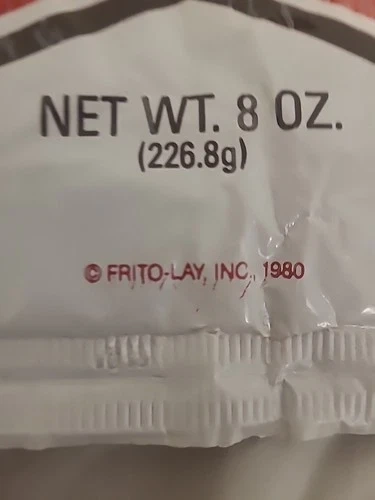 NET WT. 8 OZ.
(226.8g)
© FRITO-LAY, INC., 1980